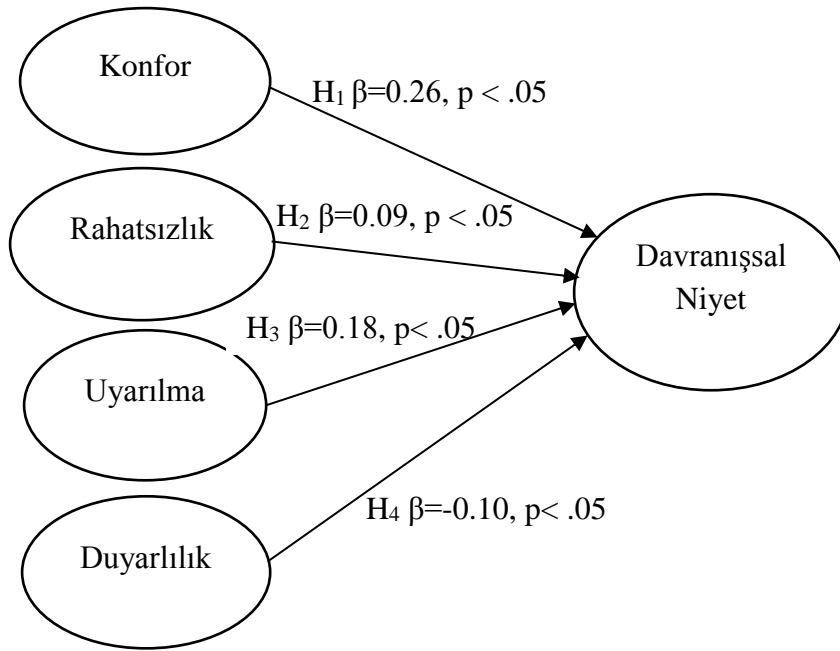 Konfor
H₁ β=0.26, p < .05
Rahatsızlık
H₂ β=0.09, p < .05
Davranışsal
Niyet
H₃ β=0.18, p< .05
Uyarılma
H₄ β=-0.10, p< .05
Duyarlılık